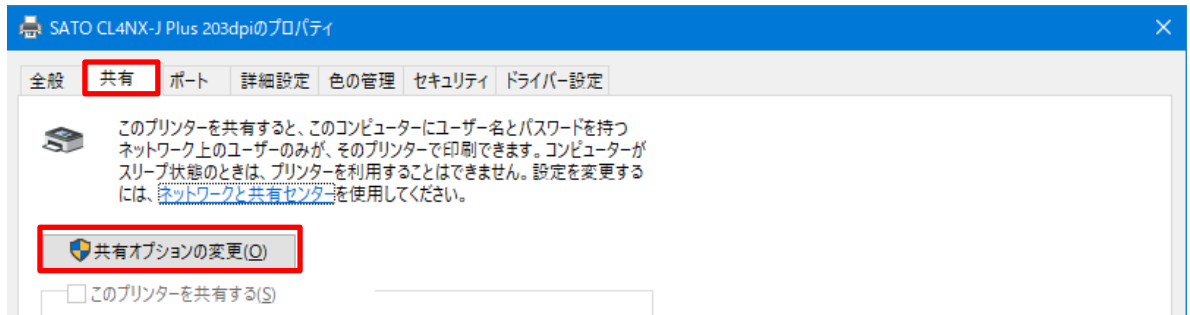 SATO CL4NX-J Plus 203dpiのプロパティ
全般 共有 ポート 詳細設定 色の管理 セキュリティ ドライバー設定
このプリンターを共有すると、このコンピューターにユーザー名とパスワードを持つ
ネットワーク上のユーザーのみが、そのプリンターで印刷できます。コンピューターが
スリープ状態のときは、プリンターを利用することはできません。設定を変更する
には、ネットワークと共有センターを使用してください。
共有オプションの変更(O)
このプリンターを共有する(S)